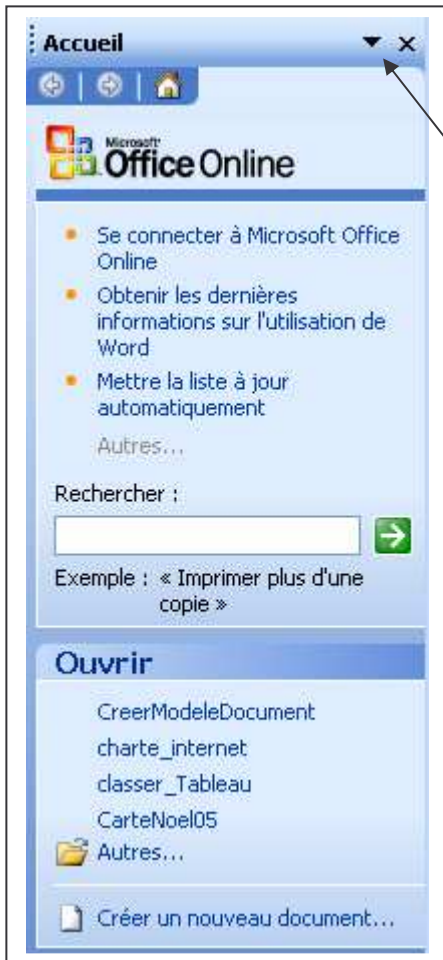 Accueil
Microsoft
Office Online
Se connecter à Microsoft Office
Online
Obtenir les dernières
informations sur l'utilisation de
Word
Mettre la liste à jour
automatiquement
Autres...
Rechercher :
Exemple : « Imprimer plus d'une
copie »
Ouvrir
CreerModeleDocument
charte_internet
classer_Tableau
CarteNoel05
Autres...
Créer un nouveau document...